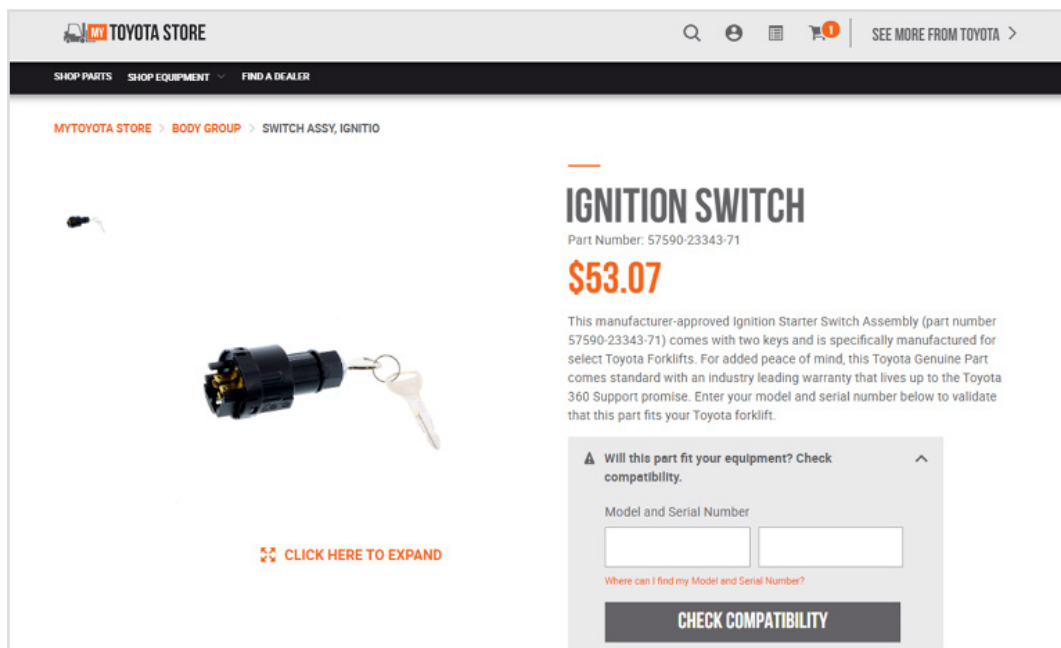 MY TOYOTA STORE
1
SEE MORE FROM TOYOTA >
SHOP PARTS SHOP EQUIPMENT FIND A DEALER
MYTOYOTA STORE > BODY GROUP > SWITCH ASSY, IGNITIO
IGNITION SWITCH
Part Number: 57590-23343-71
$53.07
This manufacturer-approved Ignition Starter Switch Assembly (part number
57590-23343-71) comes with two keys and is specifically manufactured for
select Toyota Forklifts. For added peace of mind, this Toyota Genuine Part
comes standard with an industry leading warranty that lives up to the Toyota
360 Support promise. Enter your model and serial number below to validate
that this part fits your Toyota forklift.
Will this part fit your equipment? Check
compatibility.
Model and Serial Number
Where can I find my Model and Serial Number?
CHECK COMPATIBILITY
CLICK HERE TO EXPAND